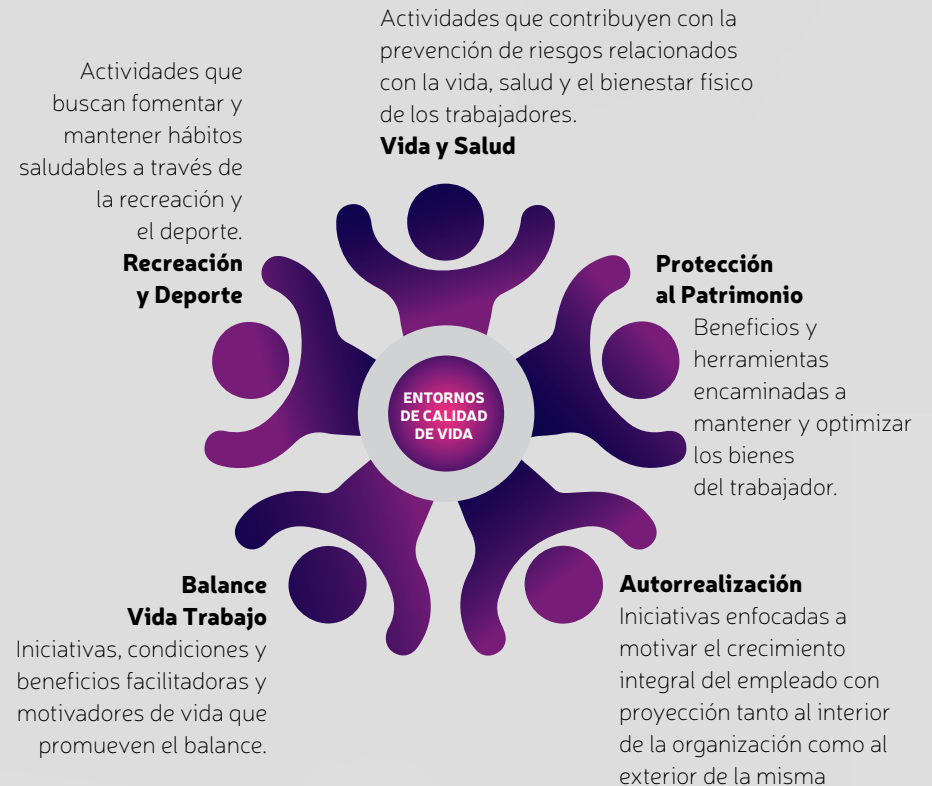 Actividades que contribuyen con la
prevención de riesgos relacionados
con la vida, salud y el bienestar físico
de los trabajadores.
Vida y Salud
Actividades que
buscan fomentar y
mantener hábitos
saludables a través de
la recreación y
el deporte.
Recreación
y Deporte
Protección
al Patrimonio
Beneficios y
herramientas
encaminadas a
mantener y optimizar
los bienes
del trabajador.
ENTORNOS
DE CALIDAD
DE VIDA
Balance
Vida Trabajo
Iniciativas, condiciones y
beneficios facilitadoras y
motivadores de vida que
promueven el balance.
Autorrealización
Iniciativas enfocadas a
motivar el crecimiento
integral del empleado con
proyección tanto al interior
de la organización como al
exterior de la misma